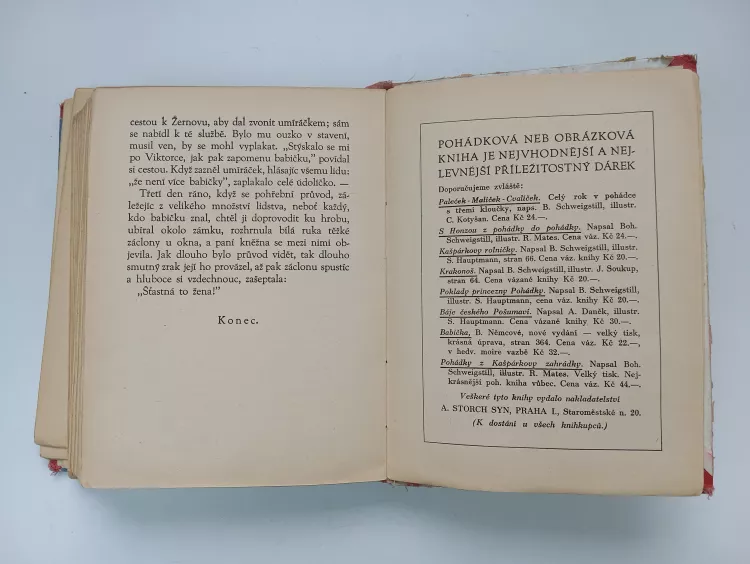 cestou k Žernovu, aby dal zvonit umíráčkem; sám
se nabídl k té službě. Bylo mu ouzko v stavení,
musil ven, by se mohl vyplakat. „Stýskalo se mi
po Viktorce, jak pak zapomenu babičku,” povídal
si cestou. Když zazněl umíráček, hlásajíc všemu lidu:
„že není více babičky”, zaplakalo celé údolíčko. —
Třetí den ráno, když se pohřební průvod, zá-
ležejíc z velikého množství lidstva, neboť každý,
kdo babičku znal, chtěl ji doprovodit ku hrobu,
ubíral okolo zámku, rozhrnula bílá ruka těžké
záclony u okna, a paní kněžna se mezi nimi ob-
jevila. Jak dlouho bylo průvod vidět, tak dlouho
smutný zrak její ho provázel, až pak záclonu spustíc
a hluboce si vzdechnouc, zašeptala:
„Šťastná to žena!”
Konec.
POHÁDKOVÁ NEB OBRÁZKOVÁ
KNIHA JE NEJVHODNĚJŠÍ A NEJ-
LEVNĚJŠÍ PŘÍLEŽITOSTNÝ DÁREK
Doporučujeme zvláště:
Paleček-Maliček-Cvaliček. Celý rok v pohádce
s třemi kloučky, naps. B. Schweigstill, illustr.
C. Kotyšan. Cena Kč 24.—.
S Honzou z pohádky do pohádky. Napsal Boh.
Schweigstill, illustr. R. Mates. Cena váz. Kč 24.—.
Kašpárkovy rolničky. Napsal B. Schweigstill, illustr.
S. Hauptmann, stran 66. Cena váz. knihy Kč 20.—.
Krakonoš. Napsal B. Schweigstill, illustr. J. Soukup,
stran 64. Cena vázané knihy Kč 20.—.
Poklady princezny Pohádky. Napsal B. Schweigstill,
illustr. S. Hauptmann, cena váz. knihy Kč 20.—.
Báje českého Pošumaví. Napsal A. Daněk, illustr.
S. Hauptmann. Cena vázané knihy Kč 30.—.
Babička, B. Němcové, nové vydání — velký tisk,
krásná úprava, stran 364. Cena váz. Kč 22.—,
v hedv. moire vazbě Kč 32.—.
Pohádky z Kašpárkovy zahrádky. Napsal Boh.
Schweigstill, illustr. R. Mates. Velký tisk. Nej-
krásnější poh. kniha vůbec. Cena váz. Kč 44.—.
Veškeré tyto knihy vydalo nakladatelství
A. STORCH SYN, PRAHA I., Staroměstské n. 20.
(K dostání u všech knihkupců.)